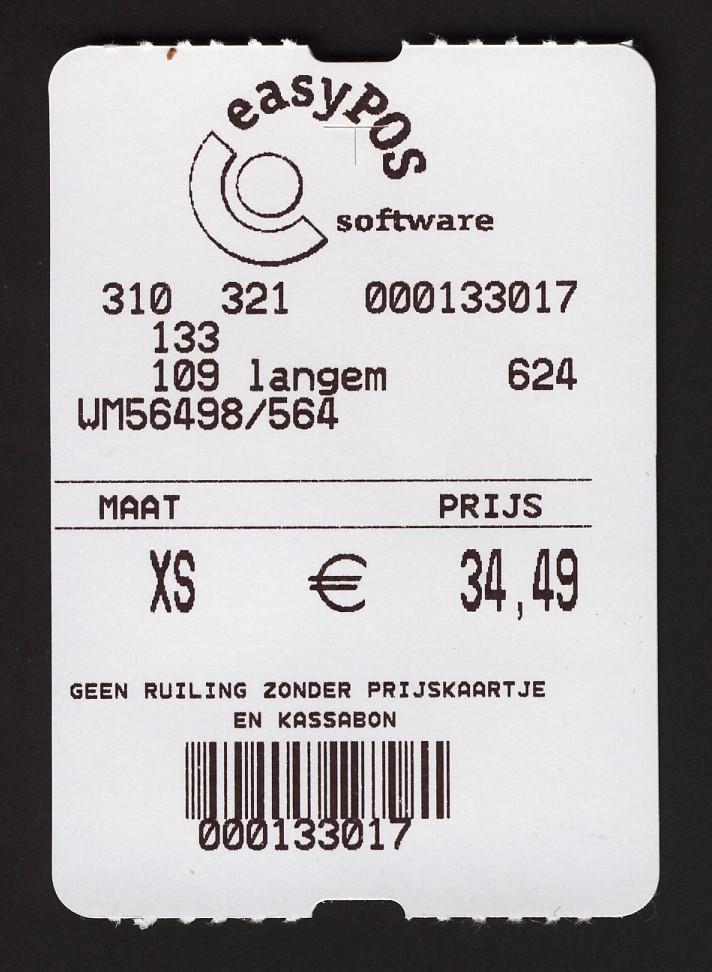 easyPOS
software
310 321 000133017
133
109 langem 624
WM56498/564
MAAT PRIJS
XS € 34,49
GEEN RUILING ZONDER PRIJSKAARTJE
EN KASSABON
000133017